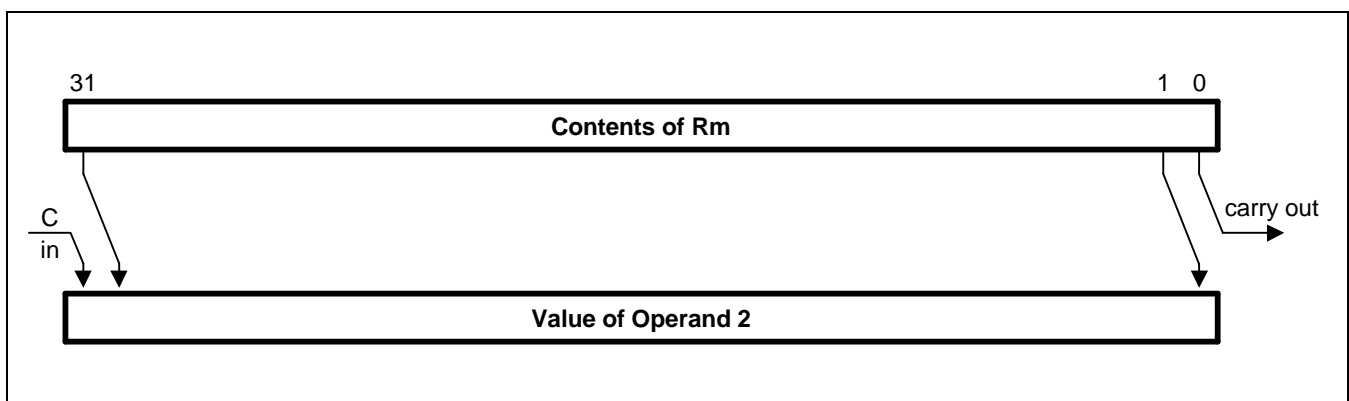 31 1 0
Contents of Rm
C
in
carry out
Value of Operand 2